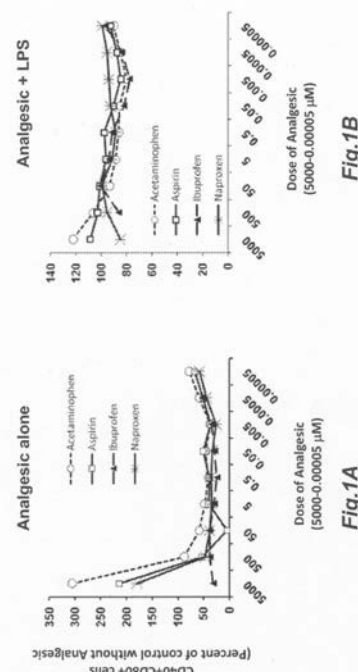 Analgesic alone
CD40+CD80+ cells
(Percent of control without Analgesic)
350
300
250
200
150
100
50
0
Acetaminophen
Aspirin
Ibuprofen
Naproxen
5000
500
50
5
0.5
0.05
0.005
0.0005
0.00005
Dose of Analgesic
(5000-0.00005 μM)
Fig.1A
Analgesic + LPS
140
120
100
80
60
40
20
0
Acetaminophen
Aspirin
Ibuprofen
Naproxen
5000
500
50
5
0.5
0.05
0.005
0.0005
0.00005
Dose of Analgesic
(5000-0.00005 μM)
Fig.1B